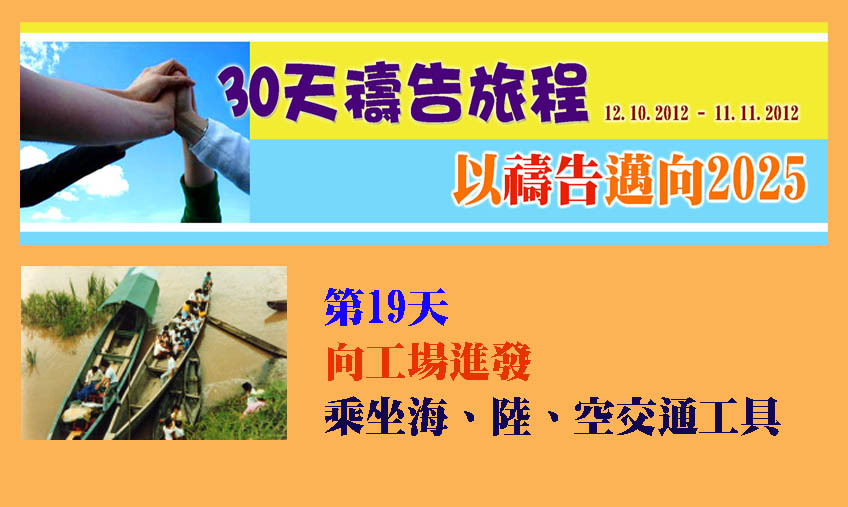 30天禱告旅程 12.10.2012 - 11.11.2012
以禱告邁向2025
第19天
向工場進發
乘坐海、陸、空交通工具